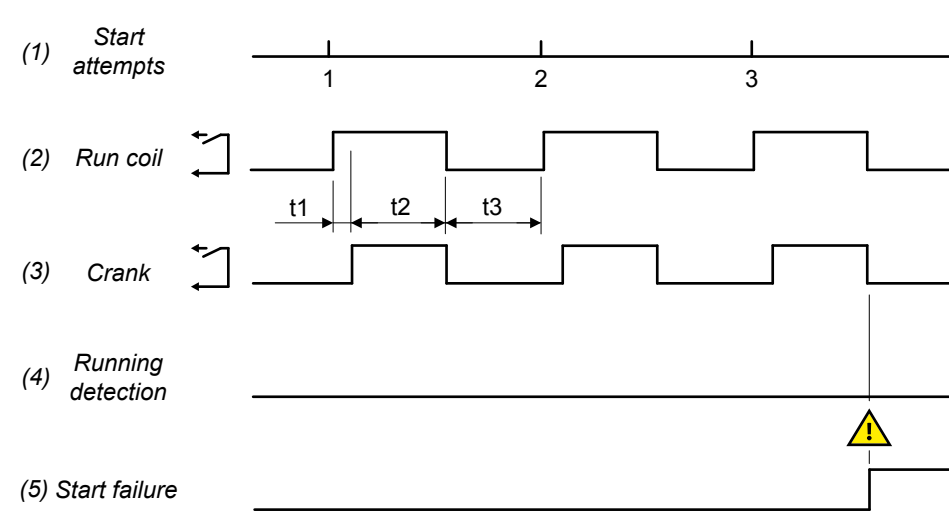 (1) Start
attempts
1 2 3
(2) Run coil
t1 t2 t3
(3) Crank
(4) Running
detection
!
(5) Start failure